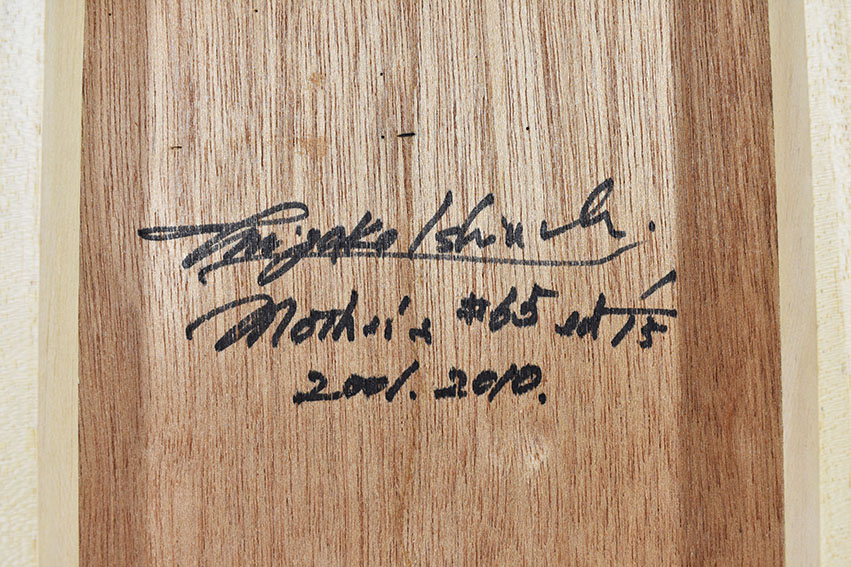 Miyako Ishiuchi.
Mother's #65 ed 1/5
2001. 2010.